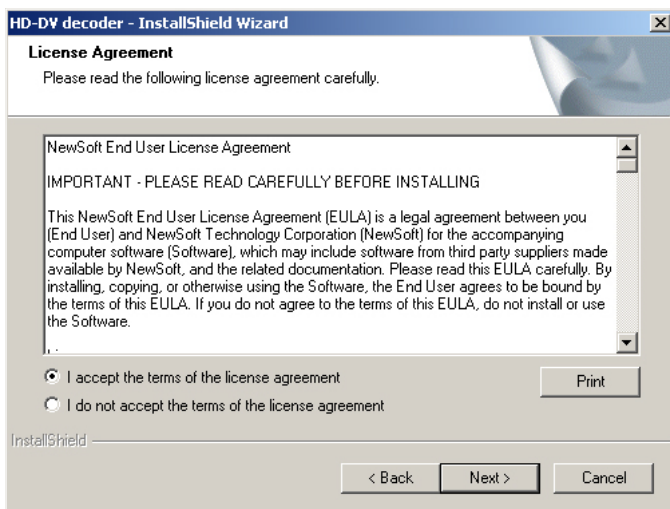 HD-DV decoder - InstallShield Wizard
License Agreement
Please read the following license agreement carefully.
NewSoft End User License Agreement
IMPORTANT - PLEASE READ CAREFULLY BEFORE INSTALLING
This NewSoft End User License Agreement (EULA) is a legal agreement between you
(End User) and NewSoft Technology Corporation (NewSoft) for the accompanying
computer software (Software), which may include software from third party suppliers made
available by NewSoft, and the related documentation. Please read this EULA carefully. By
installing, copying, or otherwise using the Software, the End User agrees to be bound by
the terms of this EULA. If you do not agree to the terms of this EULA, do not install or use
the Software.
I accept the terms of the license agreement
Print
I do not accept the terms of the license agreement
InstallShield
< Back
Next >
Cancel